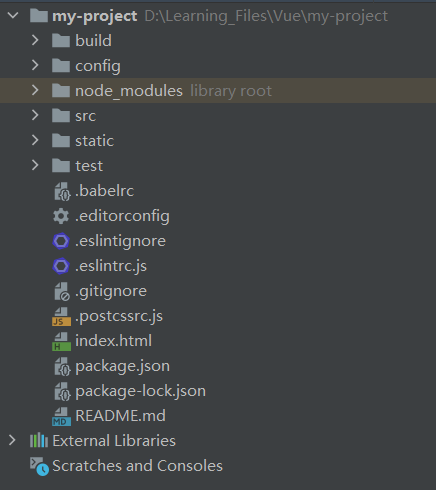 my-project D:\Learning_Files\Vue\my-project
build
config
node_modules library root
src
static
test
.babelrc
.editorconfig
.eslintignore
.eslintrc.js
.gitignore
.postcssrc.js
index.html
package.json
package-lock.json
README.md
External Libraries
Scratches and Consoles